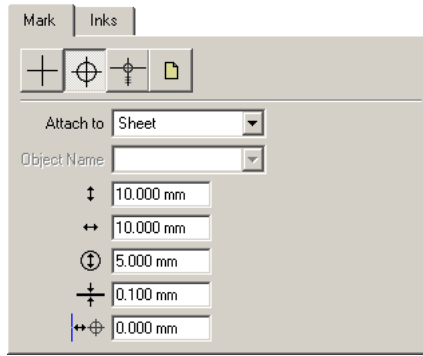 Mark Inks
Attach to Sheet
Object Name
10.000 mm
10.000 mm
5.000 mm
0.100 mm
0.000 mm